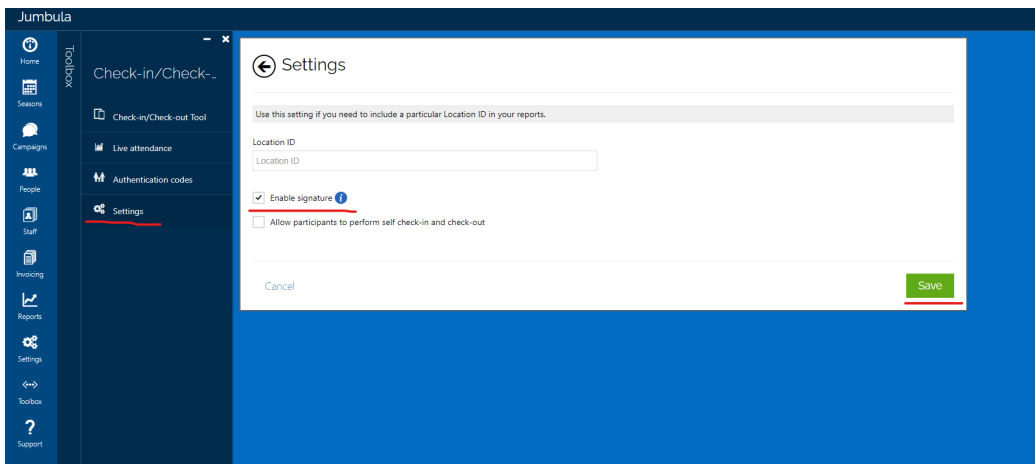 Jumbula
Home
Seasons
Campaigns
People
Staff
Invoicing
Reports
Settings
Toolbox
Support
Toolbox
Check-in/Check-...
Check-in/Check-out Tool
Live attendance
Authentication codes
Settings
Settings
Use this setting if you need to include a particular Location ID in your reports.
Location ID
Location ID
Enable signature
Allow participants to perform self check-in and check-out
Cancel
Save